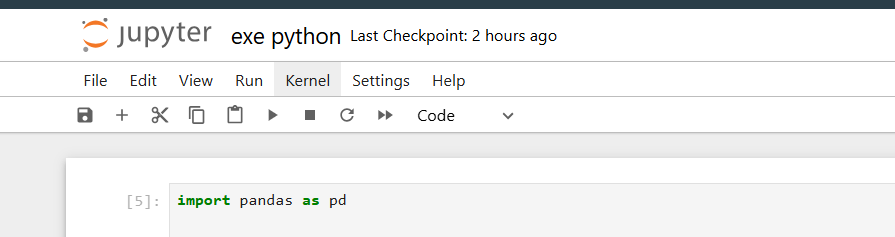 jupyter exe python Last Checkpoint: 2 hours ago
File Edit View Run Kernel Settings Help
Code
[5]: import pandas as pd